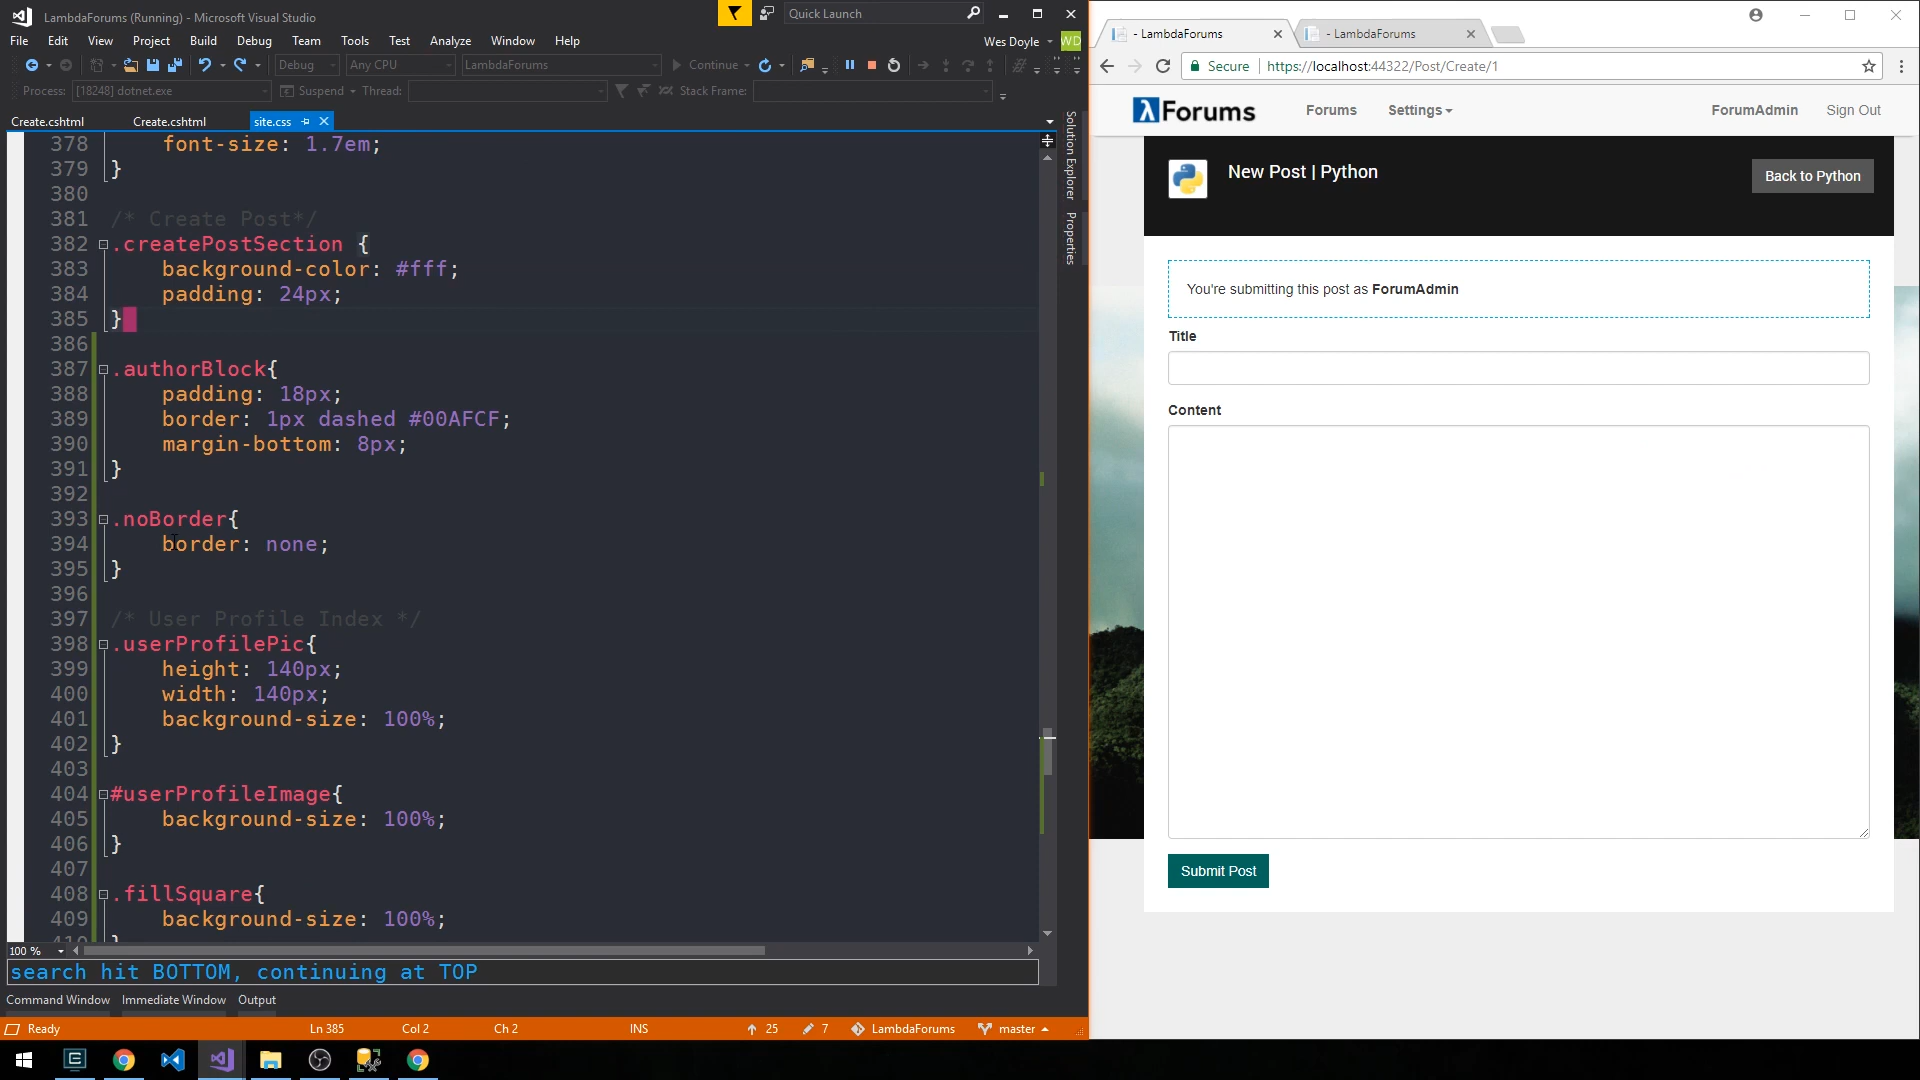 LambdaForums (Running) - Microsoft Visual Studio
Quick Launch
File Edit View Project Build Debug Team Tools Test Analyze Window Help
Wes Doyle
WD
Debug Any CPU LambdaForums Continue
Process: [18248] dotnet.exe Suspend Thread: Stack Frame:
Create.cshtml Create.cshtml site.css
Solution Explorer
Properties
378 font-size: 1.7em;
379 }
380
381 /* Create Post*/
382 .createPostSection {
383 background-color: #fff;
384 padding: 24px;
385 }
386
387 .authorBlock{
388 padding: 18px;
389 border: 1px dashed #00AFCF;
390 margin-bottom: 8px;
391 }
392
393 .noBorder{
394 border: none;
395 }
396
397 /* User Profile Index */
398 .userProfilePic{
399 height: 140px;
400 width: 140px;
401 background-size: 100%;
402 }
403
404 #userProfileImage{
405 background-size: 100%;
406 }
407
408 .fillSquare{
409 background-size: 100%;
410 }
100 %
search hit BOTTOM, continuing at TOP
Command Window Immediate Window Output
Ready Ln 385 Col 2 Ch 2 INS 25 7 LambdaForums master
- LambdaForums
- LambdaForums
Secure https://localhost:44322/Post/Create/1
λForums Forums Settings ForumAdmin Sign Out
New Post | Python
Back to Python
You're submitting this post as ForumAdmin
Title
Content
Submit Post